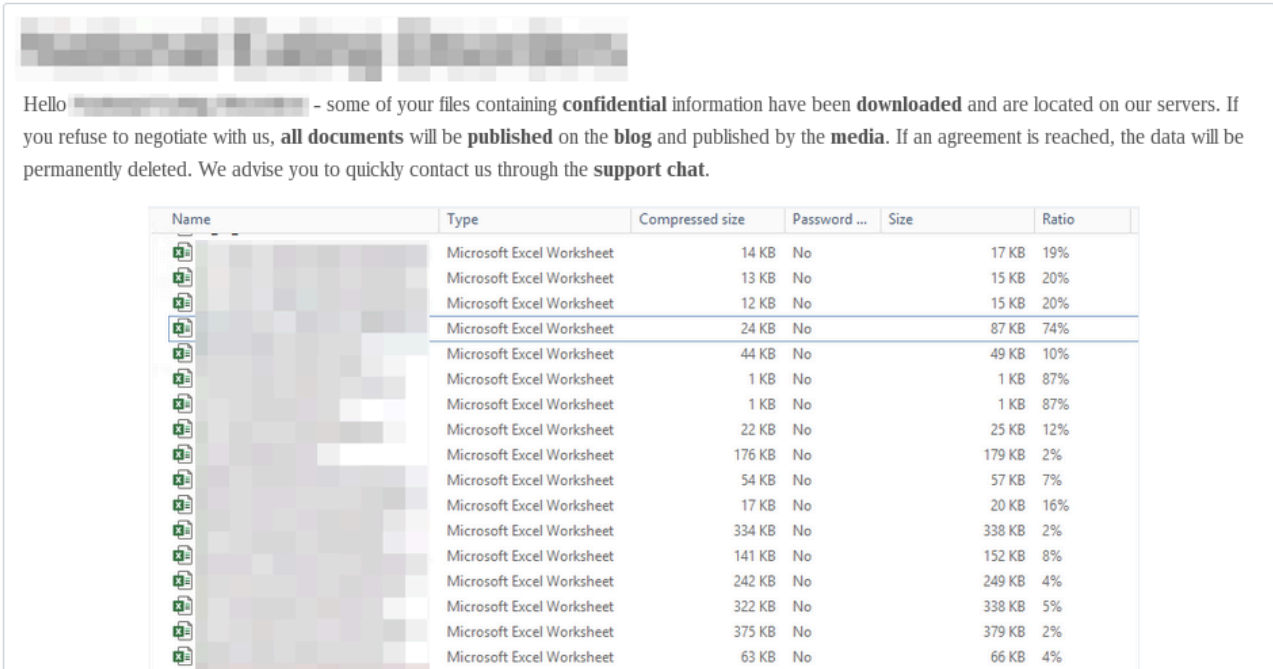 Hello - some of your files containing confidential information have been downloaded and are located on our servers. If
you refuse to negotiate with us, all documents will be published on the blog and published by the media. If an agreement is reached, the data will be
permanently deleted. We advise you to quickly contact us through the support chat.
Name Type Compressed size Password ... Size Ratio
Microsoft Excel Worksheet 14 KB No 17 KB 19%
Microsoft Excel Worksheet 13 KB No 15 KB 20%
Microsoft Excel Worksheet 12 KB No 15 KB 20%
Microsoft Excel Worksheet 24 KB No 87 KB 74%
Microsoft Excel Worksheet 44 KB No 49 KB 10%
Microsoft Excel Worksheet 1 KB No 1 KB 87%
Microsoft Excel Worksheet 1 KB No 1 KB 87%
Microsoft Excel Worksheet 22 KB No 25 KB 12%
Microsoft Excel Worksheet 176 KB No 179 KB 2%
Microsoft Excel Worksheet 54 KB No 57 KB 7%
Microsoft Excel Worksheet 17 KB No 20 KB 16%
Microsoft Excel Worksheet 334 KB No 338 KB 2%
Microsoft Excel Worksheet 141 KB No 152 KB 8%
Microsoft Excel Worksheet 242 KB No 249 KB 4%
Microsoft Excel Worksheet 322 KB No 338 KB 5%
Microsoft Excel Worksheet 375 KB No 379 KB 2%
Microsoft Excel Worksheet 63 KB No 66 KB 4%